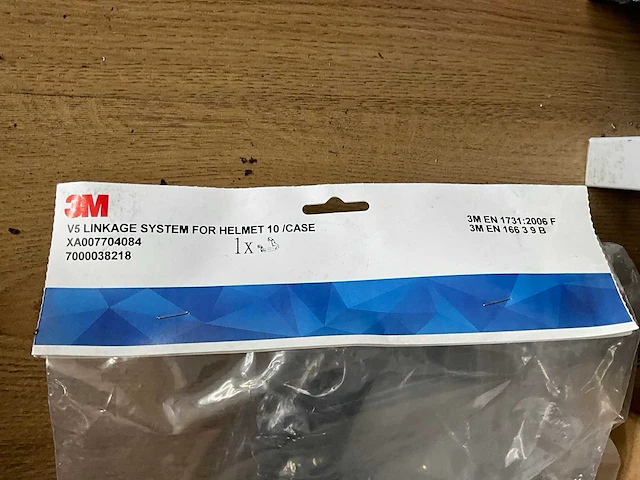 3M
V5 LINKAGE SYSTEM FOR HELMET 10 /CASE
XA007704084
7000038218
1x
3M EN 1731:2006 F
3M EN 166 3 9 B